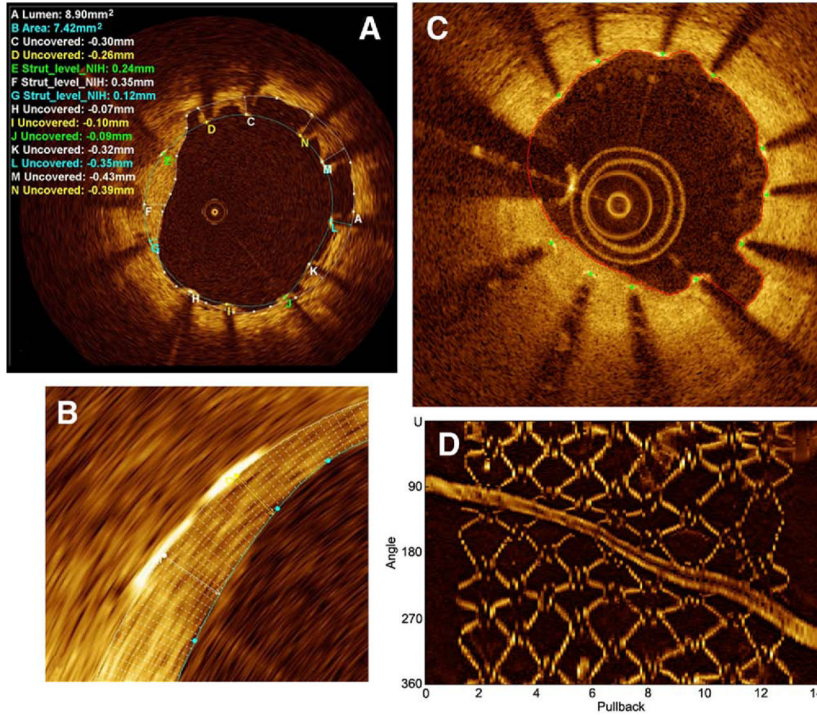 A Lumen: 8.90mm²
B Area: 7.42mm²
C Uncovered: -0.30mm
D Uncovered: -0.26mm
E Strut_level_NIH: 0.24mm
F Strut_level_NIH: 0.35mm
G Strut_level_NIH: 0.12mm
H Uncovered: -0.07mm
I Uncovered: -0.10mm
J Uncovered: -0.09mm
K Uncovered: -0.32mm
L Uncovered: -0.35mm
M Uncovered: -0.43mm
N Uncovered: -0.39mm
A
D
C
N
M
F
A
L
G
K
H
J
C
B
D
U
90
180
270
360
Angle
0 2 4 6 8 10 12 14
Pullback